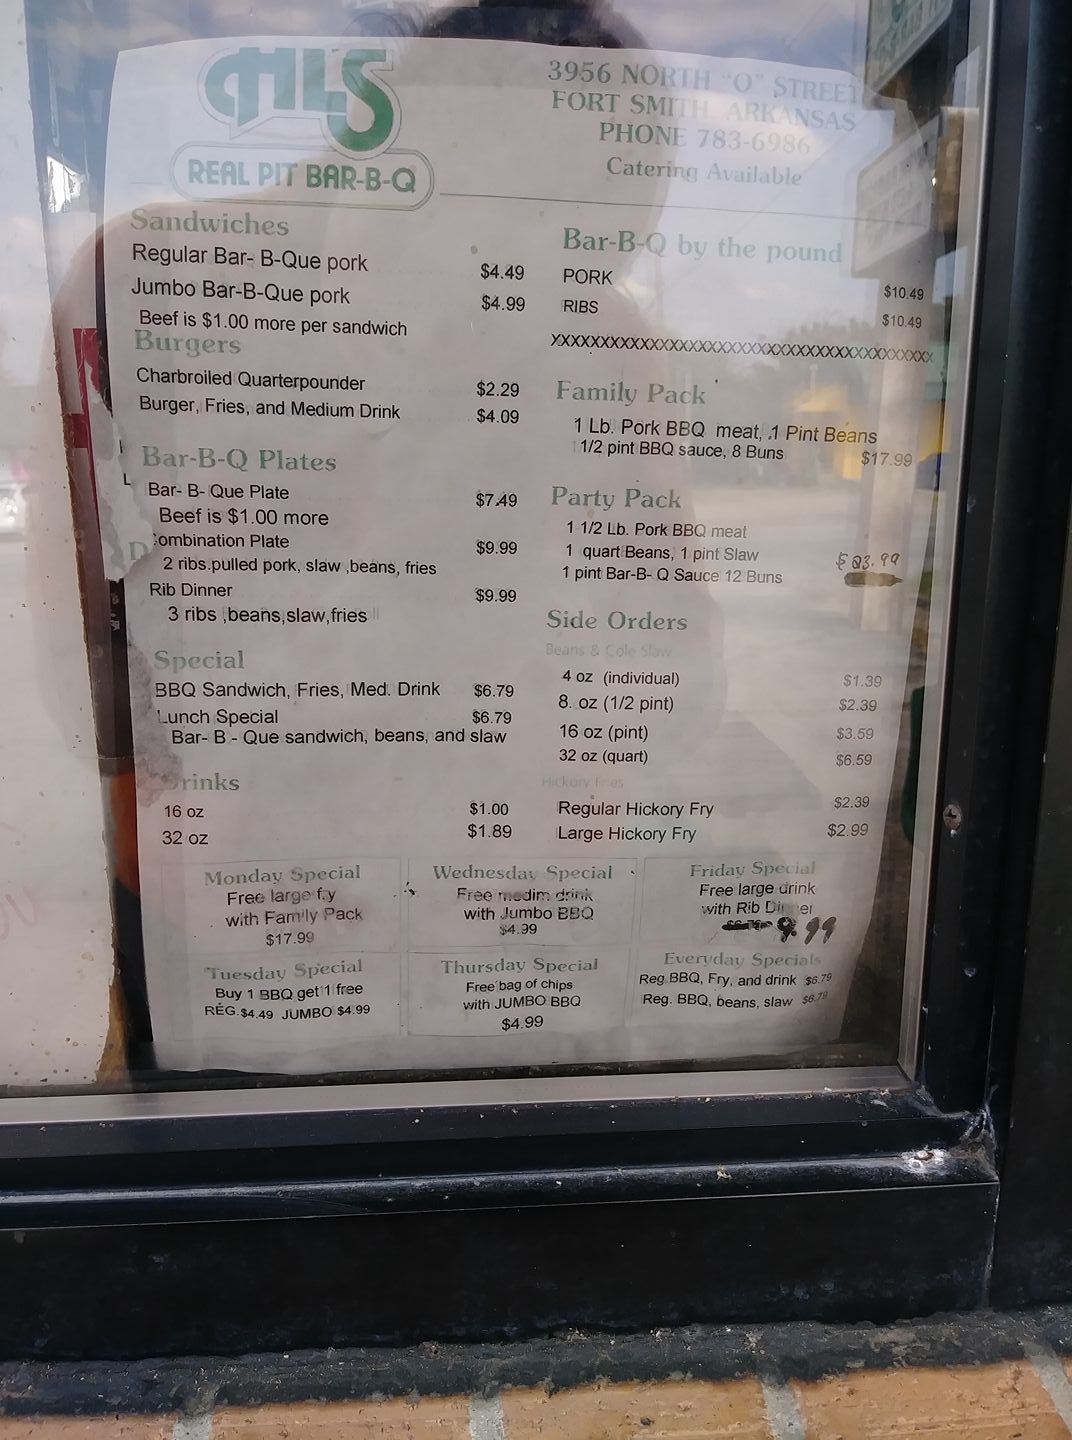 REAL PIT BAR-B-Q
3956 NORTH "O" STREET
FORT SMITH, ARKANSAS
PHONE 783-6986
Catering Available
Sandwiches
Regular Bar- B-Que pork $4.49
Jumbo Bar-B-Que pork $4.99
Beef is $1.00 more per sandwich
Burgers
Charbroiled Quarterpounder $2.29
Burger, Fries, and Medium Drink $4.09
Bar-B-Q Plates
Bar- B- Que Plate $7.49
Beef is $1.00 more
ombination Plate $9.99
2 ribs.pulled pork, slaw ,beans, fries
Rib Dinner $9.99
3 ribs ,beans,slaw,fries
Special
BBQ Sandwich, Fries, Med. Drink $6.79
Lunch Special $6.79
Bar- B - Que sandwich, beans, and slaw
Drinks
16 oz $1.00
32 oz $1.89
Bar-B-Q by the pound
PORK $10.49
RIBS $10.49
XXXXXXXXXXXXXXXXXXXXXXXXXXXXXXXXXXXXXX
Family Pack
1 Lb. Pork BBQ meat, .1 Pint Beans
1/2 pint BBQ sauce, 8 Buns $17.99
Party Pack
1 1/2 Lb. Pork BBQ meat
1 quart Beans, 1 pint Slaw
1 pint Bar-B- Q Sauce 12 Buns
23.99
Side Orders
Beans & Cole Slaw
4 oz (individual) $1.39
8. oz (1/2 pint) $2.39
16 oz (pint) $3.59
32 oz (quart) $6.59
Hickory Fries
Regular Hickory Fry $2.39
Large Hickory Fry $2.99
Monday Special
Free large fry
with Family Pack
$17.99
Wednesday Special
Free medim drink
with Jumbo BBQ
$4.99
Friday Special
Free large drink
with Rib Dinner
9.99
Tuesday Special
Buy 1 BBQ get 1 free
REG. $4.49 JUMBO $4.99
Thursday Special
Free bag of chips
with JUMBO BBQ
$4.99
Everyday Specials
Reg.BBQ, Fry, and drink $6.79
Reg. BBQ, beans, slaw $6.79